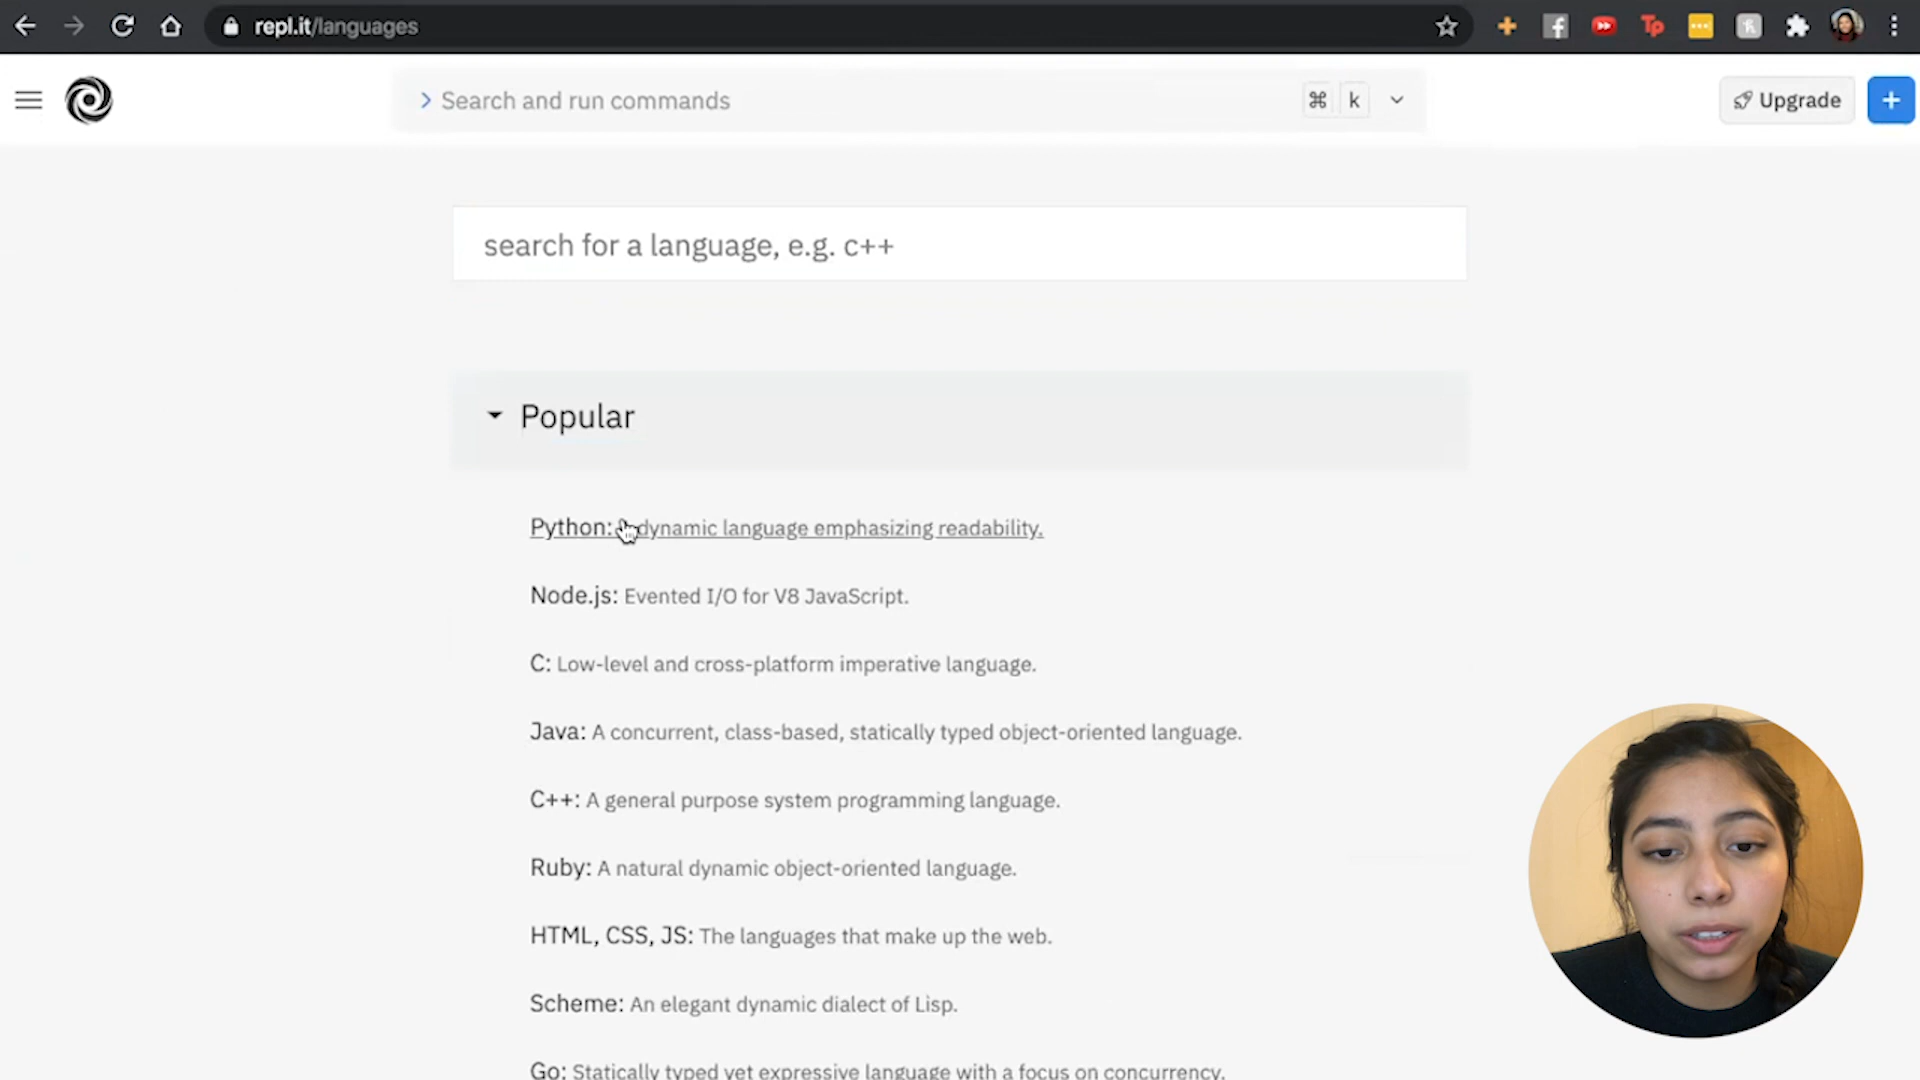 repl.it/languages
Tp
Search and run commands
⌘ k
Upgrade
+
search for a language, e.g. c++
Popular
Python: dynamic language emphasizing readability.
Node.js: Evented I/O for V8 JavaScript.
C: Low-level and cross-platform imperative language.
Java: A concurrent, class-based, statically typed object-oriented language.
C++: A general purpose system programming language.
Ruby: A natural dynamic object-oriented language.
HTML, CSS, JS: The languages that make up the web.
Scheme: An elegant dynamic dialect of Lisp.
Go: Statically typed yet expressive language with a focus on concurrency.